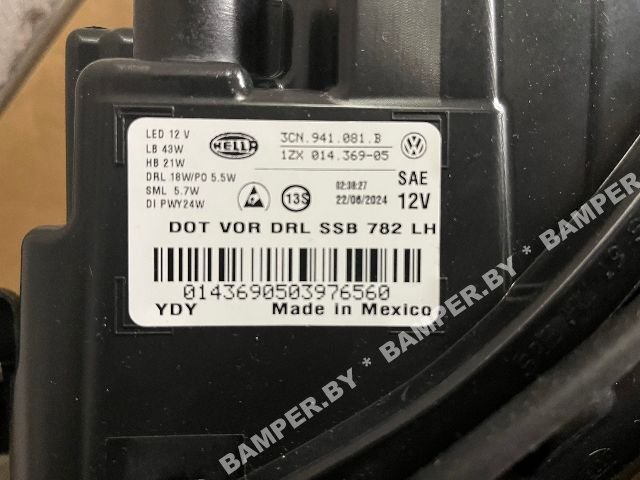 LED 12 V
LB 43W
HB 21W
DRL 18W/PO 5.5W
SML 5.7W
DI PWY24W
HELLA
3CN.941.081.B
1ZX 014.369-05
13S
02:38:27
22/06/2024
SAE
12V
DOT VOR DRL SSB 782 LH
0143690503976560
YDY Made in Mexico
BAMPER.BY * BAMPER.BY * BAMPER.BY